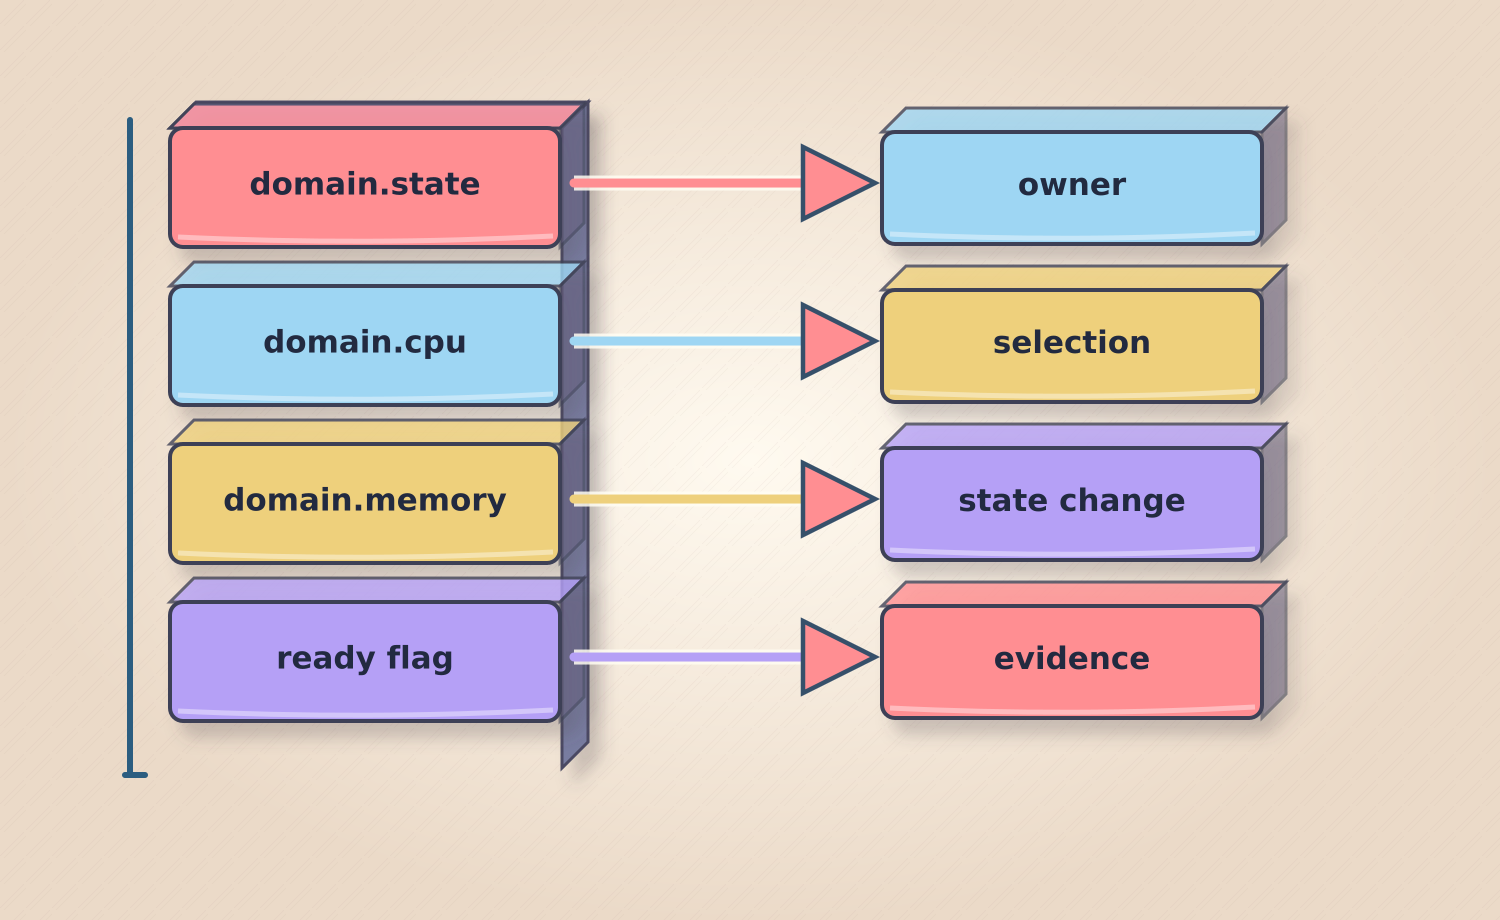 domain.state
owner
domain.cpu
selection
domain.memory
state change
ready flag
evidence